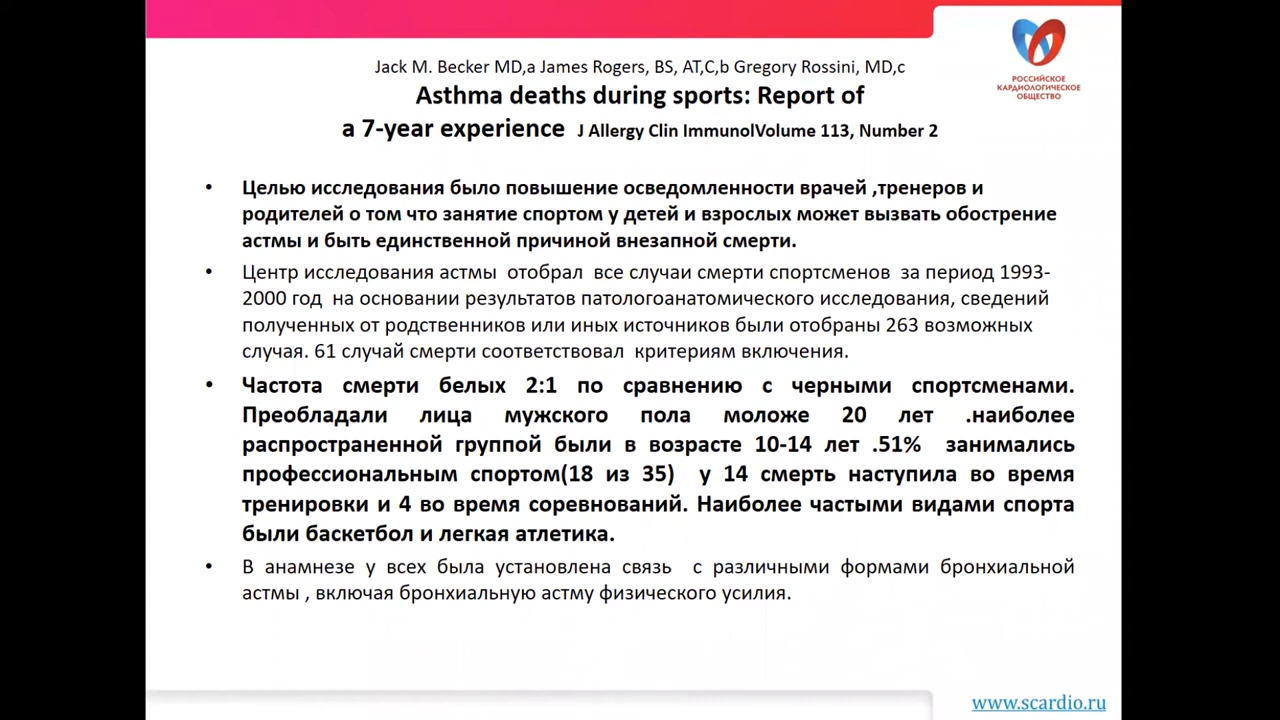 РОССИЙСКОЕ
КАРДИОЛОГИЧЕСКОЕ
ОБЩЕСТВО
Jack M. Becker MD,a James Rogers, BS, AT,C,b Gregory Rossini, MD,c
Asthma deaths during sports: Report of
a 7-year experience J Allergy Clin ImmunolVolume 113, Number 2
• Целью исследования было повышение осведомленности врачей ,тренеров и
родителей о том что занятие спортом у детей и взрослых может вызвать обострение
астмы и быть единственной причиной внезапной смерти.
• Центр исследования астмы отобрал все случаи смерти спортсменов за период 1993-
2000 год на основании результатов патологоанатомического исследования, сведений
полученных от родственников или иных источников были отобраны 263 возможных
случая. 61 случай смерти соответствовал критериям включения.
• Частота смерти белых 2:1 по сравнению с черными спортсменами.
Преобладали лица мужского пола моложе 20 лет .наиболее
распространенной группой были в возрасте 10-14 лет .51% занимались
профессиональным спортом(18 из 35) у 14 смерть наступила во время
тренировки и 4 во время соревнований. Наиболее частыми видами спорта
были баскетбол и легкая атлетика.
• В анамнезе у всех была установлена связь с различными формами бронхиальной
астмы , включая бронхиальную астму физического усилия.
www.scardio.ru